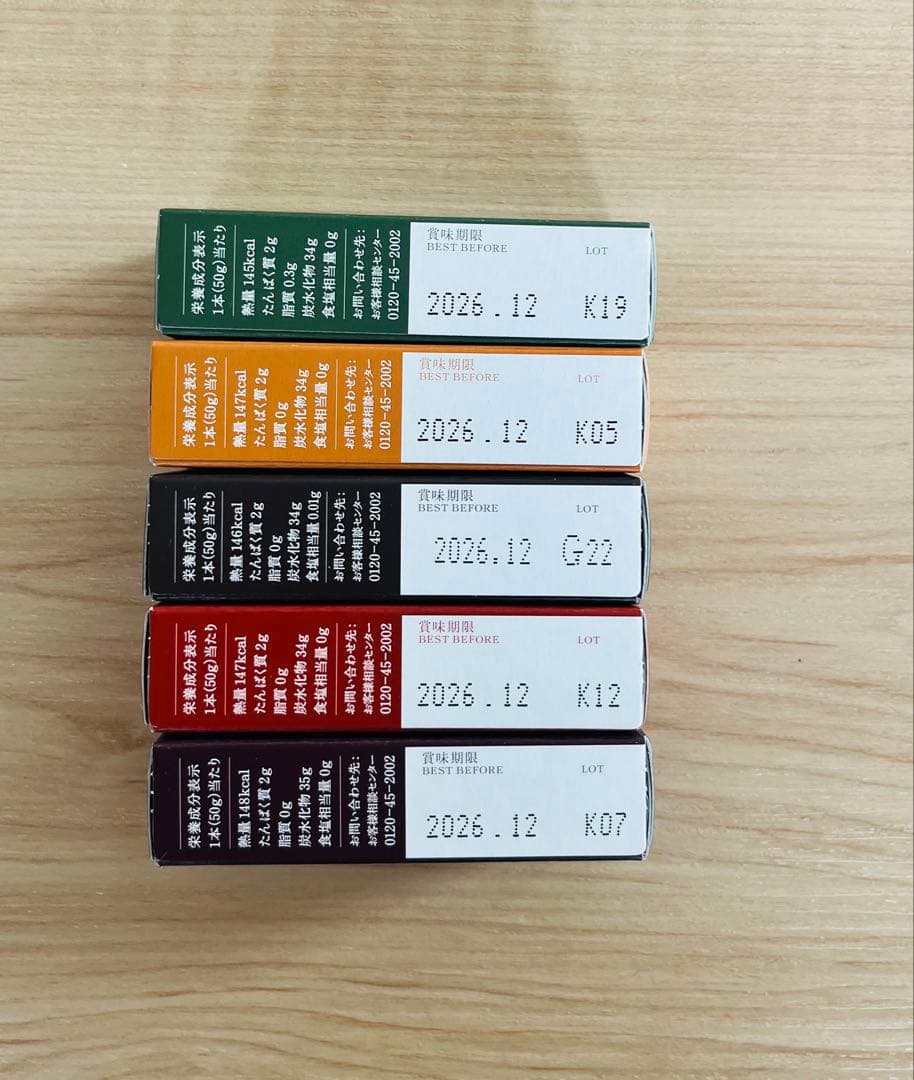 栄養成分表示
1本(50g)当たり
熱量 145kcal
たんぱく質 2g
脂質 0.3g
炭水化物 34g
食塩相当量 0g
お問い合わせ先：
お客様相談センター
0120-45-2002
賞味期限
BEST BEFORE
LOT
2026.12 K19
栄養成分表示
1本(50g)当たり
熱量 147kcal
たんぱく質 2g
脂質 0g
炭水化物 34g
食塩相当量 0g
お問い合わせ先：
お客様相談センター
0120-45-2002
賞味期限
BEST BEFORE
LOT
2026.12 K05
栄養成分表示
1本(50g)当たり
熱量 146kcal
たんぱく質 2g
脂質 0g
炭水化物 34g
食塩相当量 0.01g
お問い合わせ先：
お客様相談センター
0120-45-2002
賞味期限
BEST BEFORE
LOT
2026.12 G22
栄養成分表示
1本(50g)当たり
熱量 147kcal
たんぱく質 2g
脂質 0g
炭水化物 34g
食塩相当量 0g
お問い合わせ先：
お客様相談センター
0120-45-2002
賞味期限
BEST BEFORE
LOT
2026.12 K12
栄養成分表示
1本(50g)当たり
熱量 148kcal
たんぱく質 2g
脂質 0g
炭水化物 35g
食塩相当量 0g
お問い合わせ先：
お客様相談センター
0120-45-2002
賞味期限
BEST BEFORE
LOT
2026.12 K07